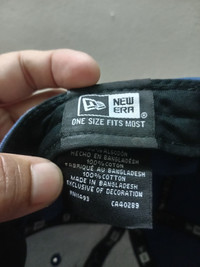 NEW
ERA
®
ONE SIZE FITS MOST
HECHO EN BANGLADESH
100% COTTON
FABRIQUE AU BANGLADESH
100% COTTON
MADE IN BANGLADESH
EXCLUSIVE OF DECORATION
CA40289